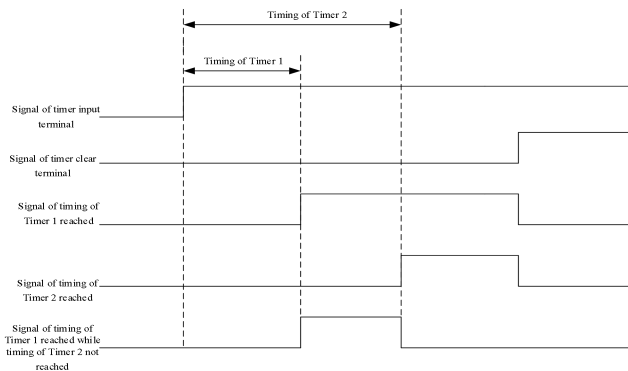 Timing of Timer 2
Timing of Timer 1
Signal of timer input
terminal
Signal of timer clear
terminal
Signal of timing of
Timer 1 reached
Signal of timing of
Timer 2 reached
Signal of timing of
Timer 1 reached while
timing of Timer 2 not
reached